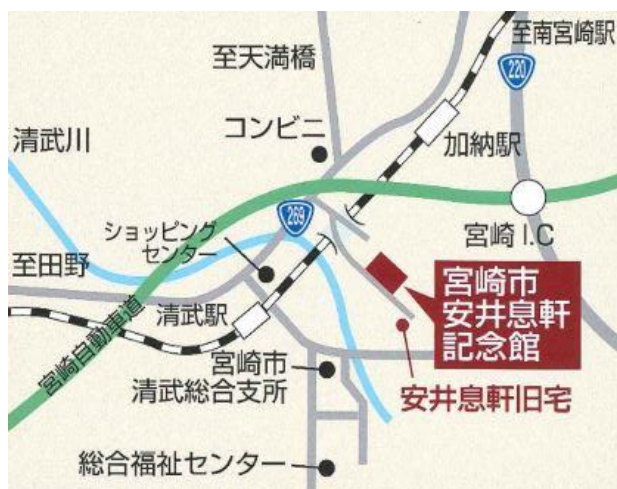 至天満橋
至南宮崎駅
220
コンビニ
清武川
加納駅
269
宮崎I.C
ショッピング
センター
至田野
清武駅
宮崎自動車道
宮崎市
安井息軒
記念館
宮崎市
清武総合支所
安井息軒旧宅
総合福祉センター